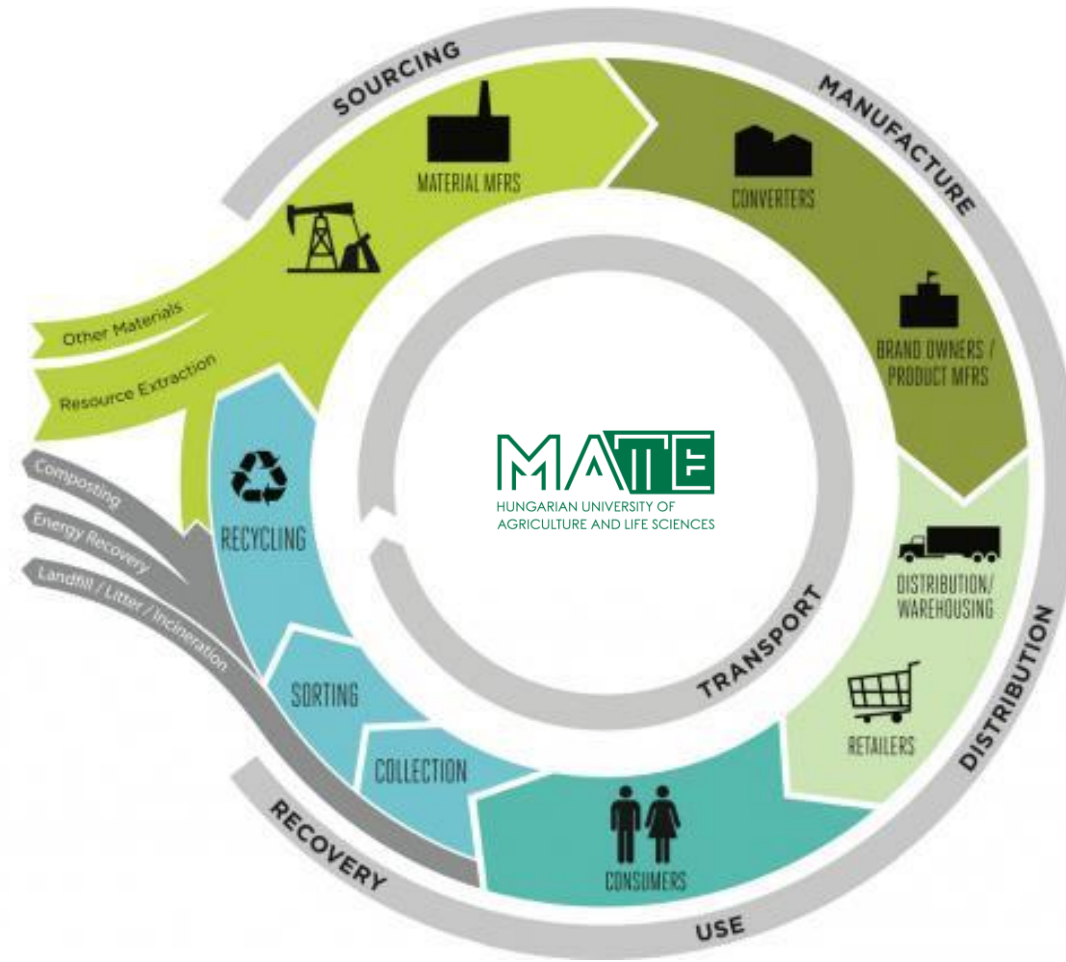 SOURCING
MANUFACTURE
MATERIAL MFRS
CONVERTERS
Other Materials
Resource Extraction
BRAND OWNERS /
PRODUCT MFRS
MATE
HUNGARIAN UNIVERSITY OF
AGRICULTURE AND LIFE SCIENCES
Composting
Energy Recovery
Landfill / Litter / Incineration
RECYCLING
DISTRIBUTION/
WAREHOUSING
TRANSPORT
DISTRIBUTION
SORTING
RETAILERS
COLLECTION
RECOVERY
CONSUMERS
USE